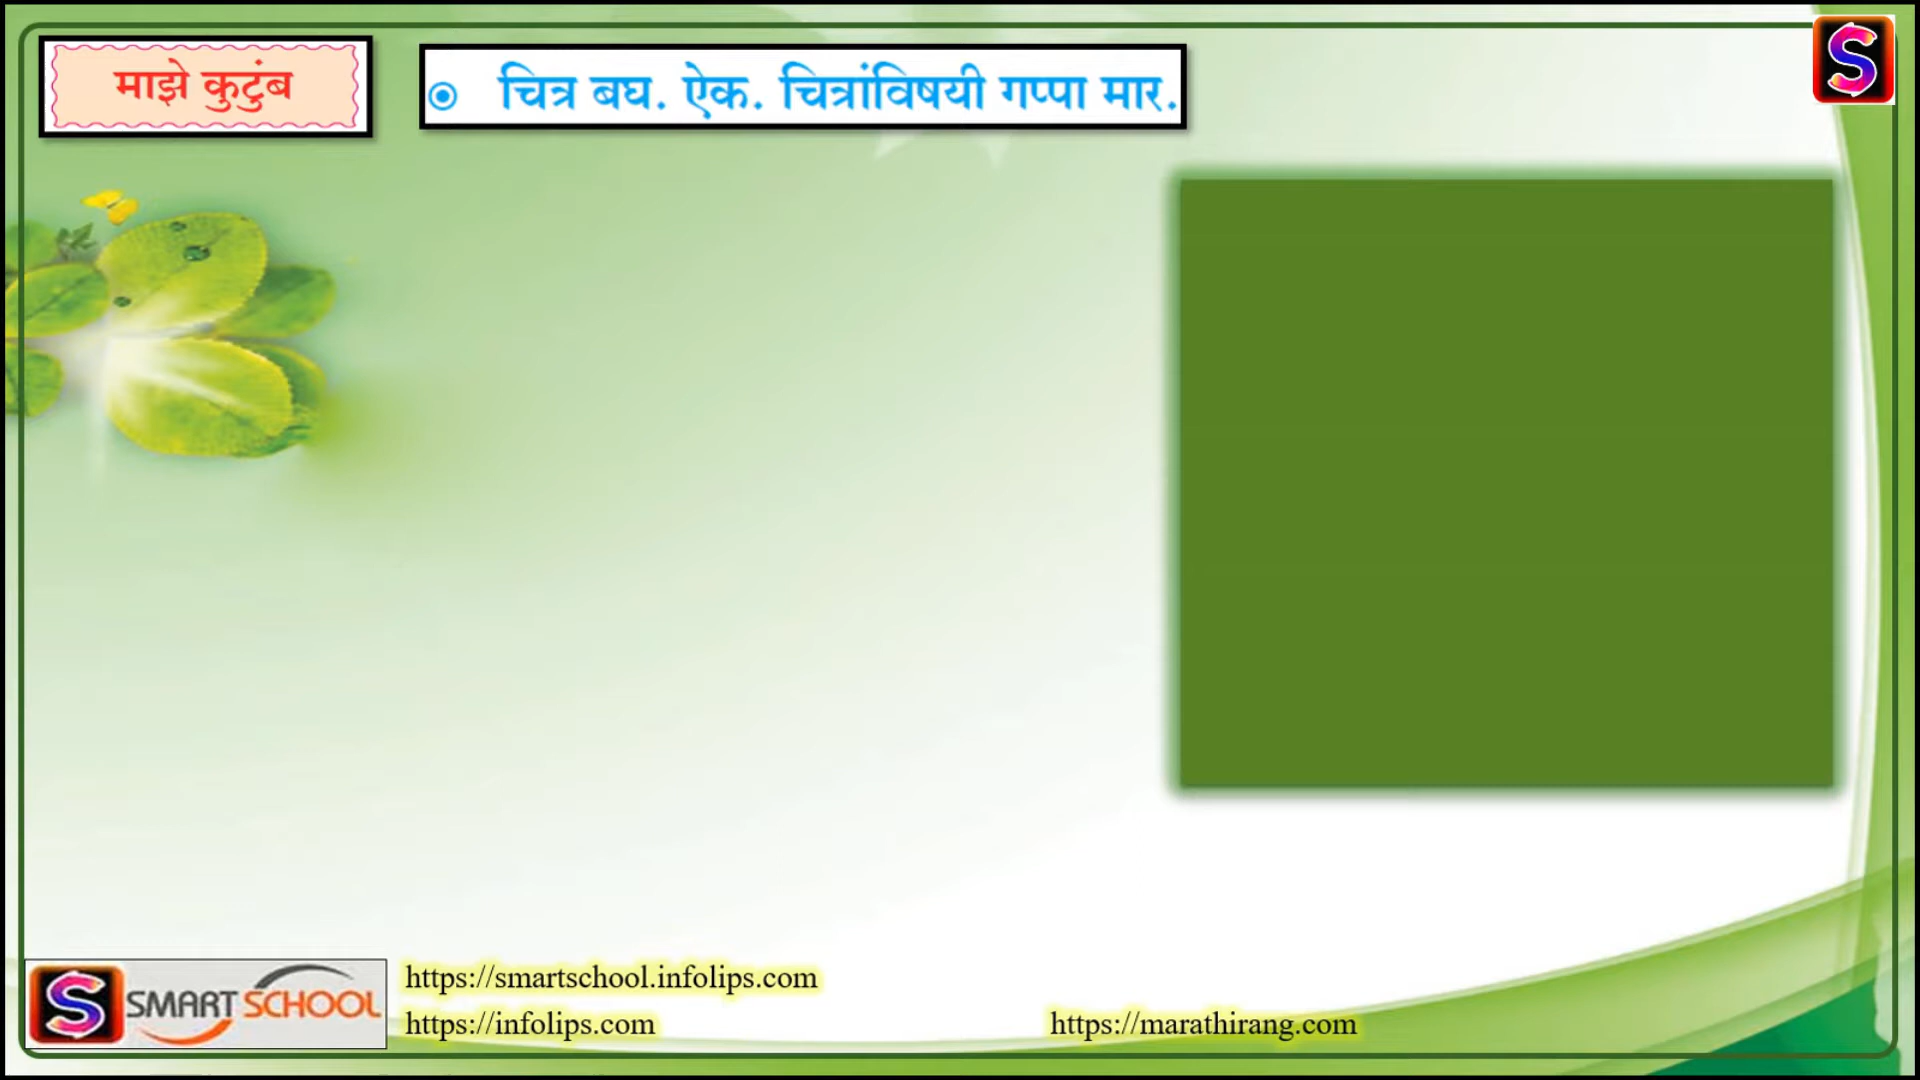 माझे कुटुंब
चित्र बघ. ऐक. चित्रांविषयी गप्पा मार.
S
S SMART SCHOOL
https://smartschool.infolips.com
https://infolips.com
https://marathirang.com